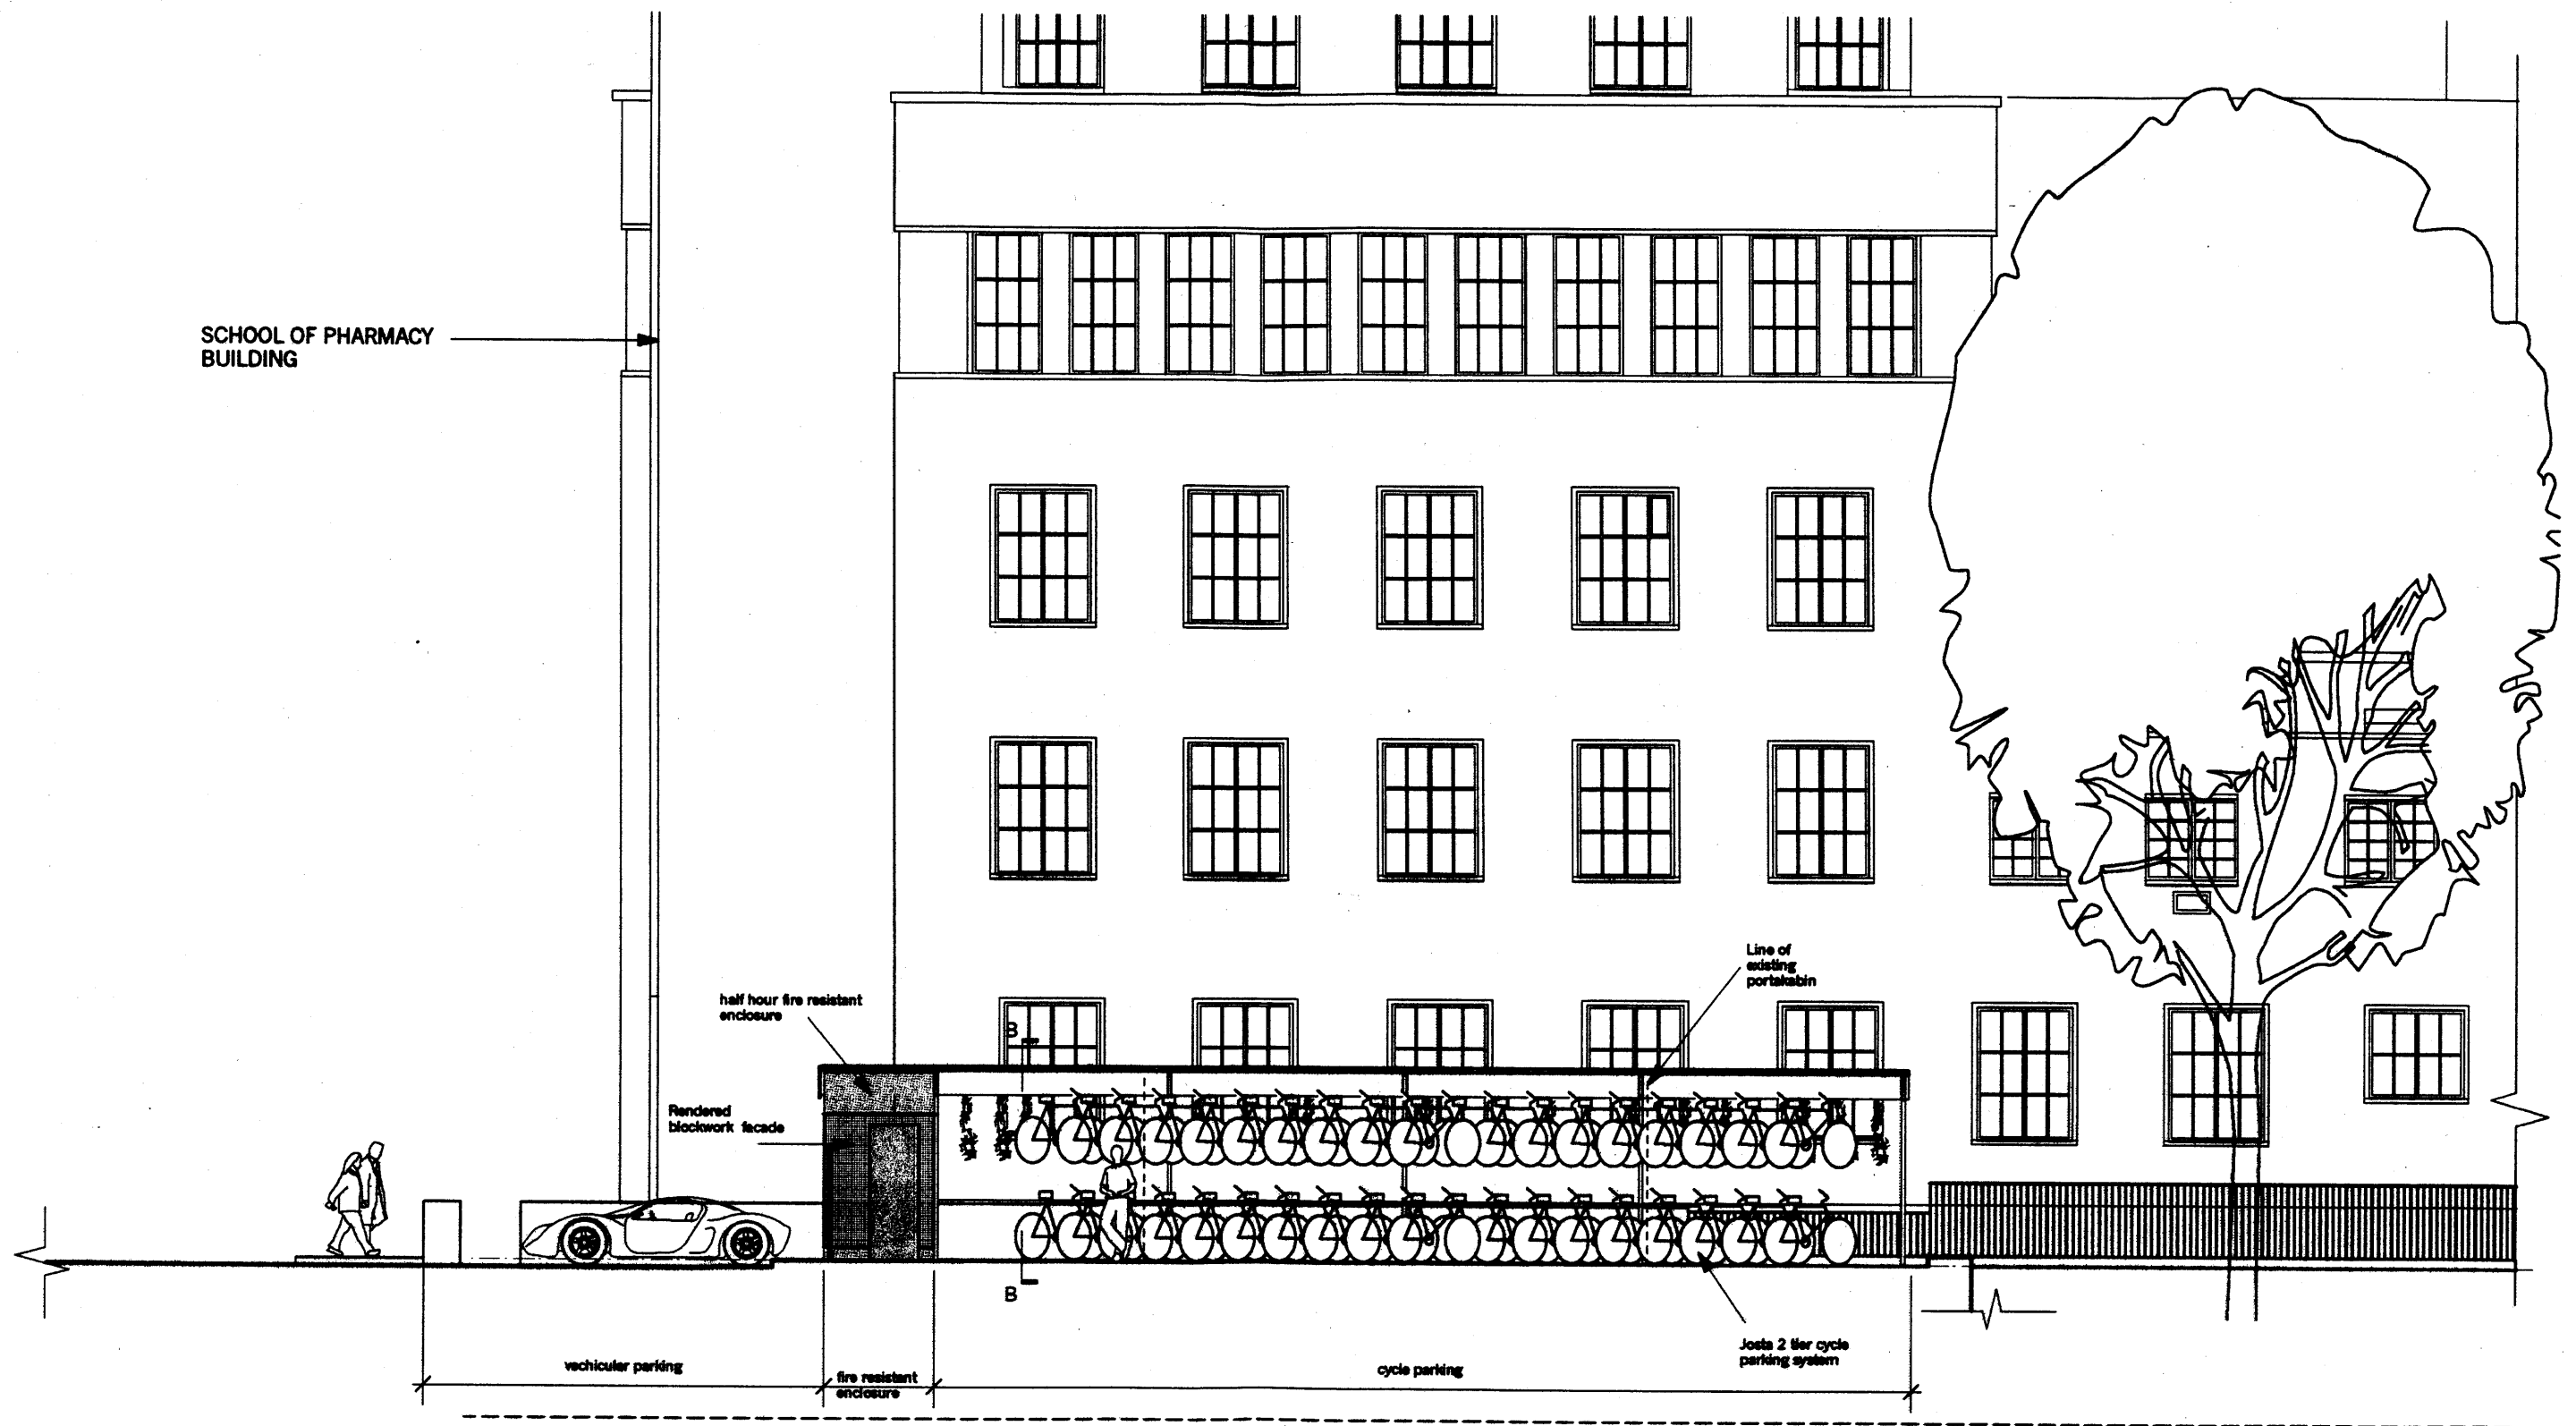 SCHOOL OF PHARMACY
BUILDING
Line of
existing
portakabin
half hour fire resistant
enclosure
B
Rendered
blockwork facade
B
Josta 2 tier cycle
parking system
vechicular parking
fire resistant
enclosure
cycle parking